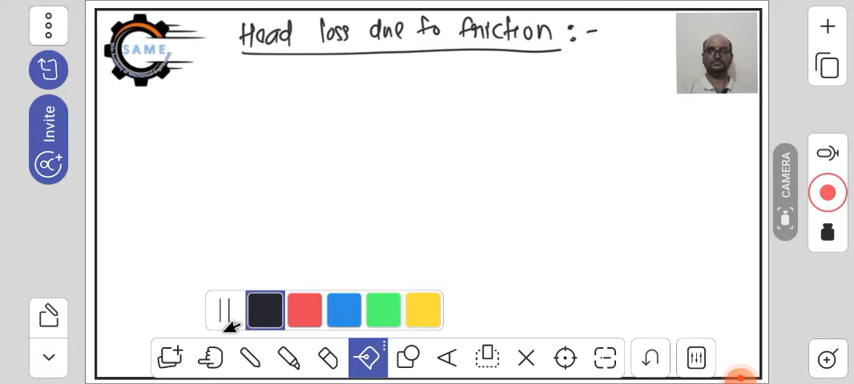 Head loss due to friction :-
SAME
Invite
CAMERA